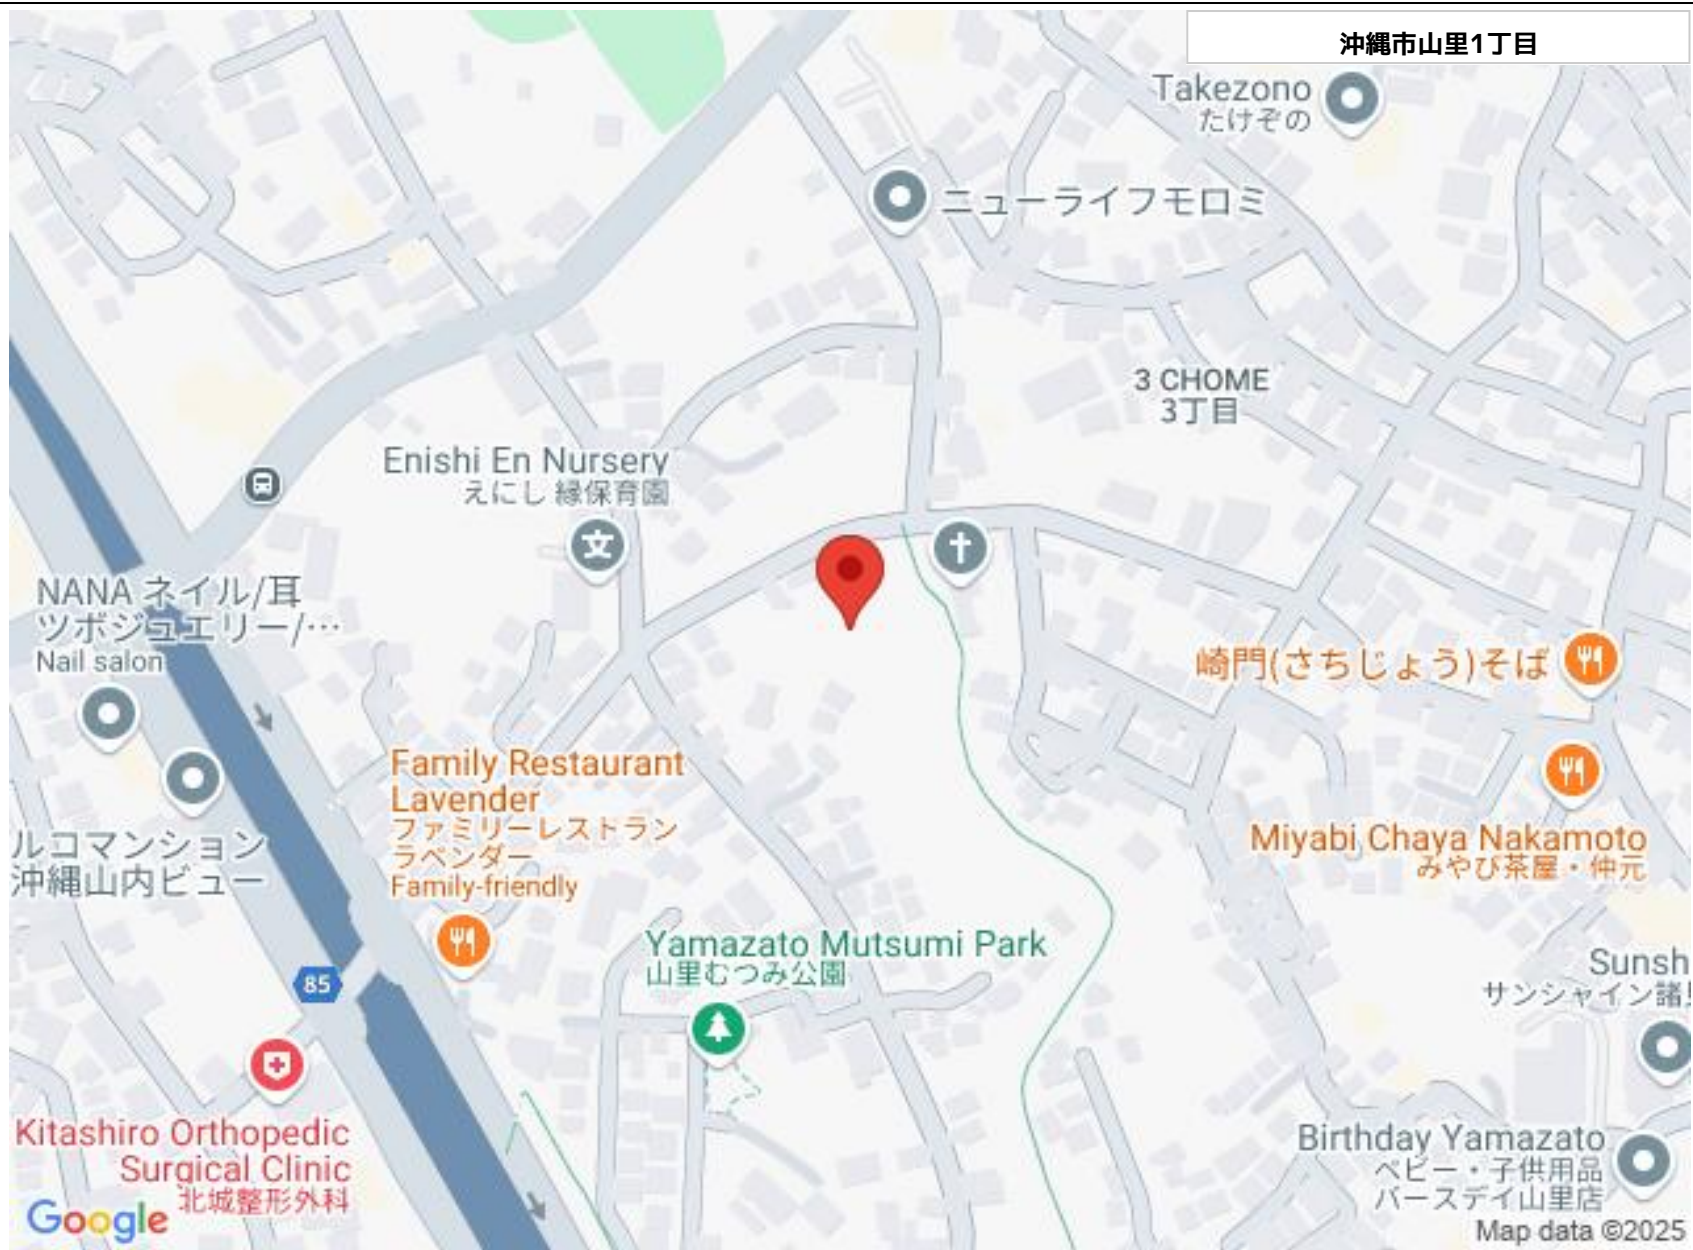 沖縄市山里1丁目
Takezono
たけぞの
ニューライフモロミ
3 CHOME
3丁目
Enishi En Nursery
えにし 縁保育園
NANA ネイル/耳
ツボジュエリー/…
Nail salon
崎門(さちじょう)そば
Family Restaurant
Lavender
ファミリーレストラン
ラベンダー
Family-friendly
ルコマンション
沖縄山内ビュー
Miyabi Chaya Nakamoto
みやび茶屋・仲元
Yamazato Mutsumi Park
山里むつみ公園
85
Sunsh
サンシャイン諸見
Kitashiro Orthopedic
Surgical Clinic
北城整形外科
Birthday Yamazato
ベビー・子供用品
バースデイ山里店
Google
Map data ©2025